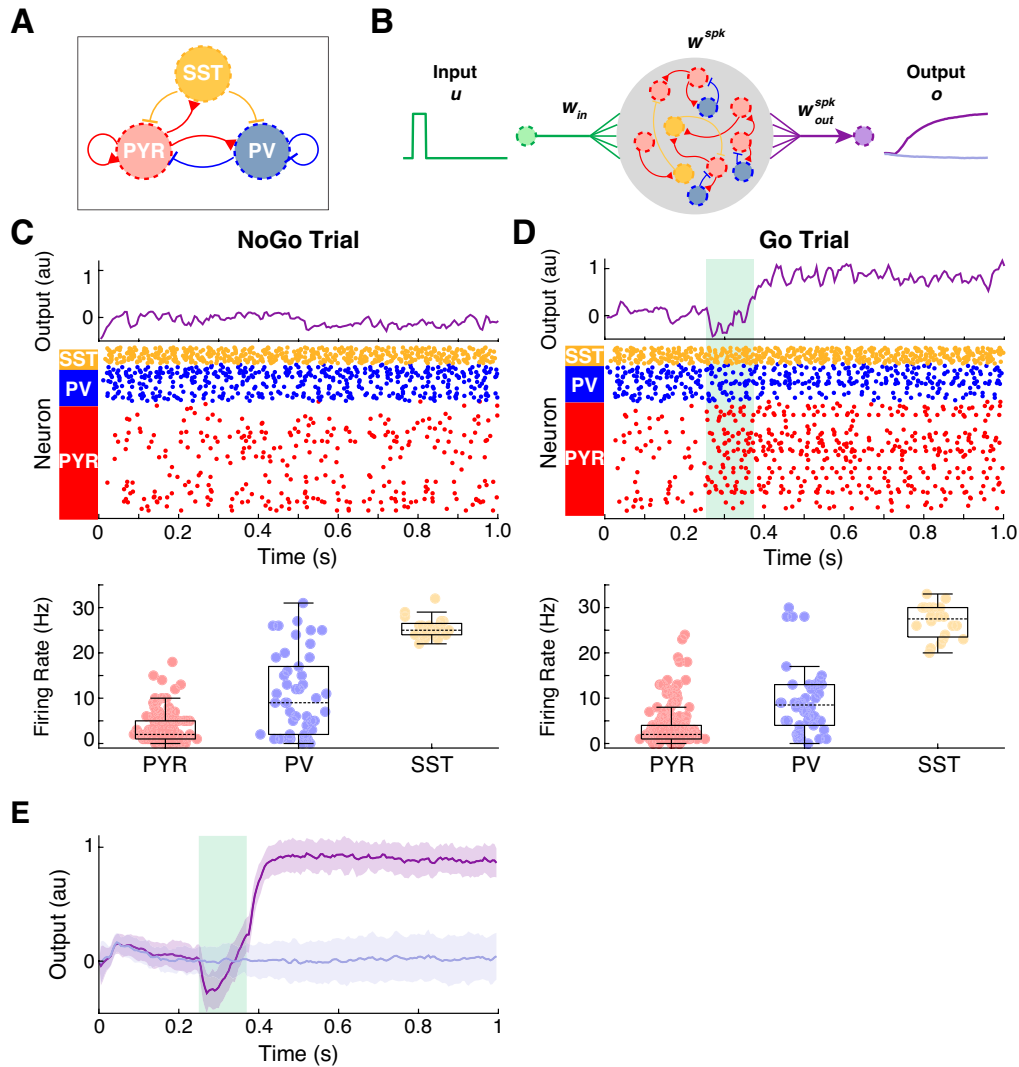 A
SST
PYR
PV
B
Input
u
w_in
w^spk
w^spk_out
Output
o
C
NoGo Trial
Output (au)
1
0
SST
PV
PYR
Neuron
0 0.2 0.4 0.6 0.8 1.0
Time (s)
Firing Rate (Hz)
30
20
10
0
PYR PV SST
D
Go Trial
Output (au)
1
0
SST
PV
PYR
Neuron
0 0.2 0.4 0.6 0.8 1.0
Time (s)
Firing Rate (Hz)
30
20
10
0
PYR PV SST
E
Output (au)
1
0
0 0.2 0.4 0.6 0.8 1
Time (s)